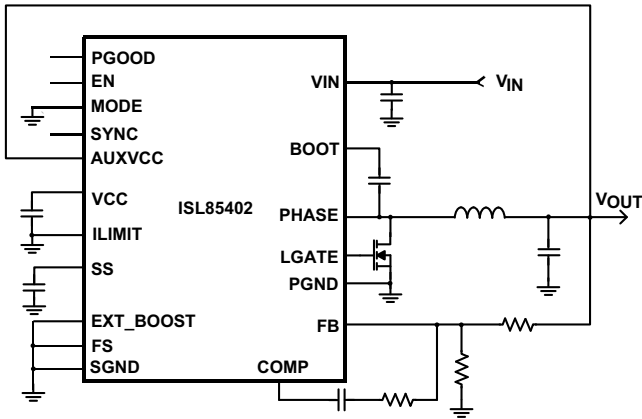 PGOOD
EN
MODE
SYNC
AUXVCC
VCC
ILIMIT
SS
EXT_BOOST
FS
SGND
ISL85402
VIN
BOOT
PHASE
LGATE
PGND
FB
COMP
VIN
VOUT